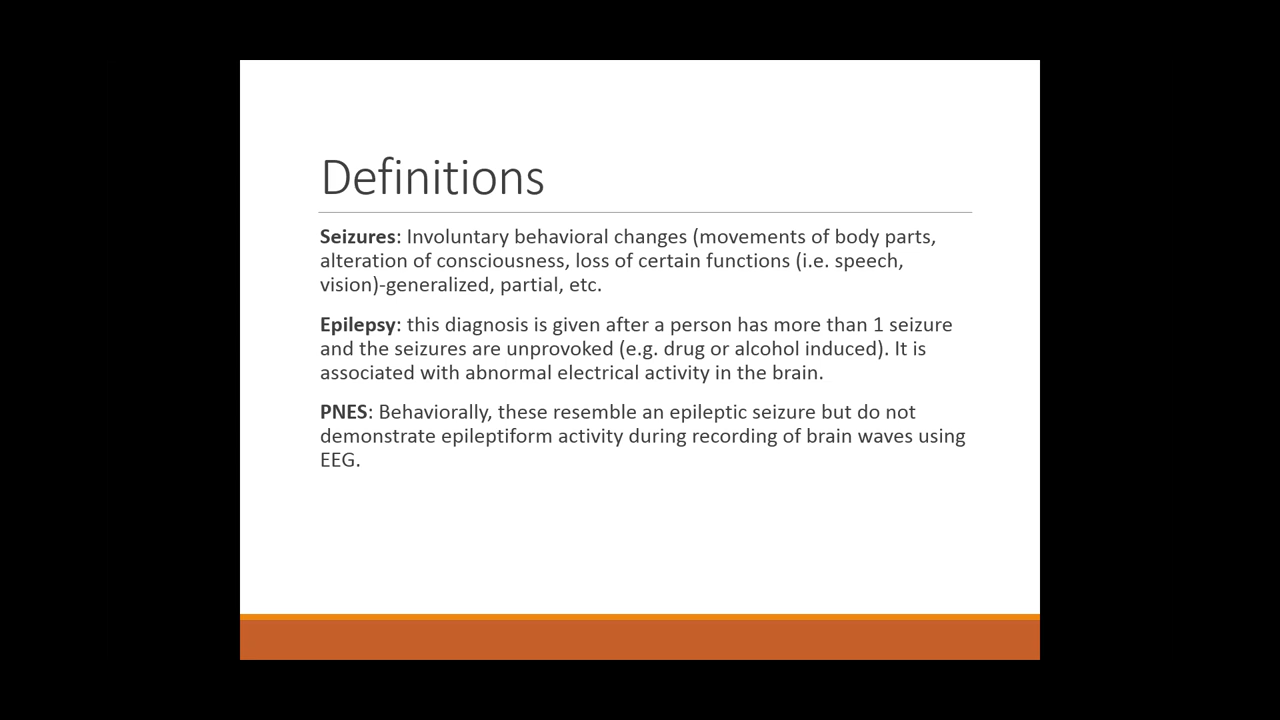 Definitions
Seizures: Involuntary behavioral changes (movements of body parts,
alteration of consciousness, loss of certain functions (i.e. speech,
vision)-generalized, partial, etc.
Epilepsy: this diagnosis is given after a person has more than 1 seizure
and the seizures are unprovoked (e.g. drug or alcohol induced). It is
associated with abnormal electrical activity in the brain.
PNES: Behaviorally, these resemble an epileptic seizure but do not
demonstrate epileptiform activity during recording of brain waves using
EEG.